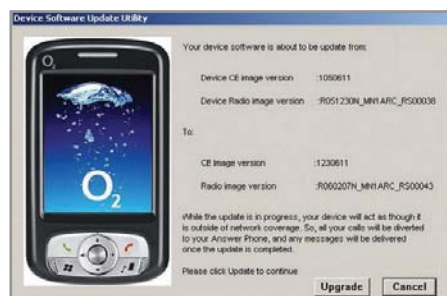 Device Software Update Utility
Your device software is about to be update from:
Device CE image version :1050611
Device Radio image version :R051230N_MN1ARC_RS00038
To:
CE image version :1230611
Radio image version :R060207N_MN1ARC_RS00043
While the update is in progress, your device will act as though it
is outside of network coverage. So, all your calls will be diverted
to your Answer Phone, and any messages will be delivered
once the update is completed.
Please click Update to continue
Upgrade Cancel
O2
O2